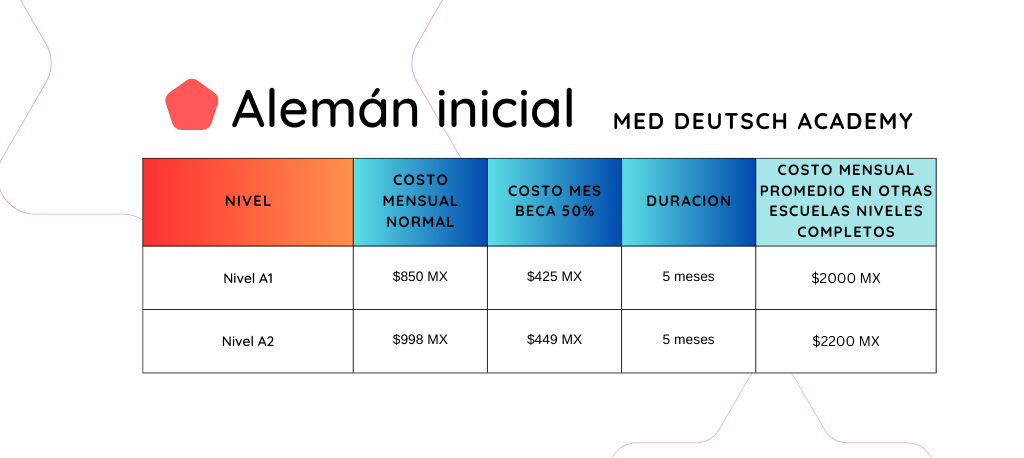 Alemán inicial
MED DEUTSCH ACADEMY
NIVEL
COSTO
MENSUAL
NORMAL
COSTO MES
BECA 50%
DURACION
COSTO MENSUAL
PROMEDIO EN OTRAS
ESCUELAS NIVELES
COMPLETOS
Nivel A1
$850 MX
$425 MX
5 meses
$2000 MX
Nivel A2
$998 MX
$449 MX
5 meses
$2200 MX